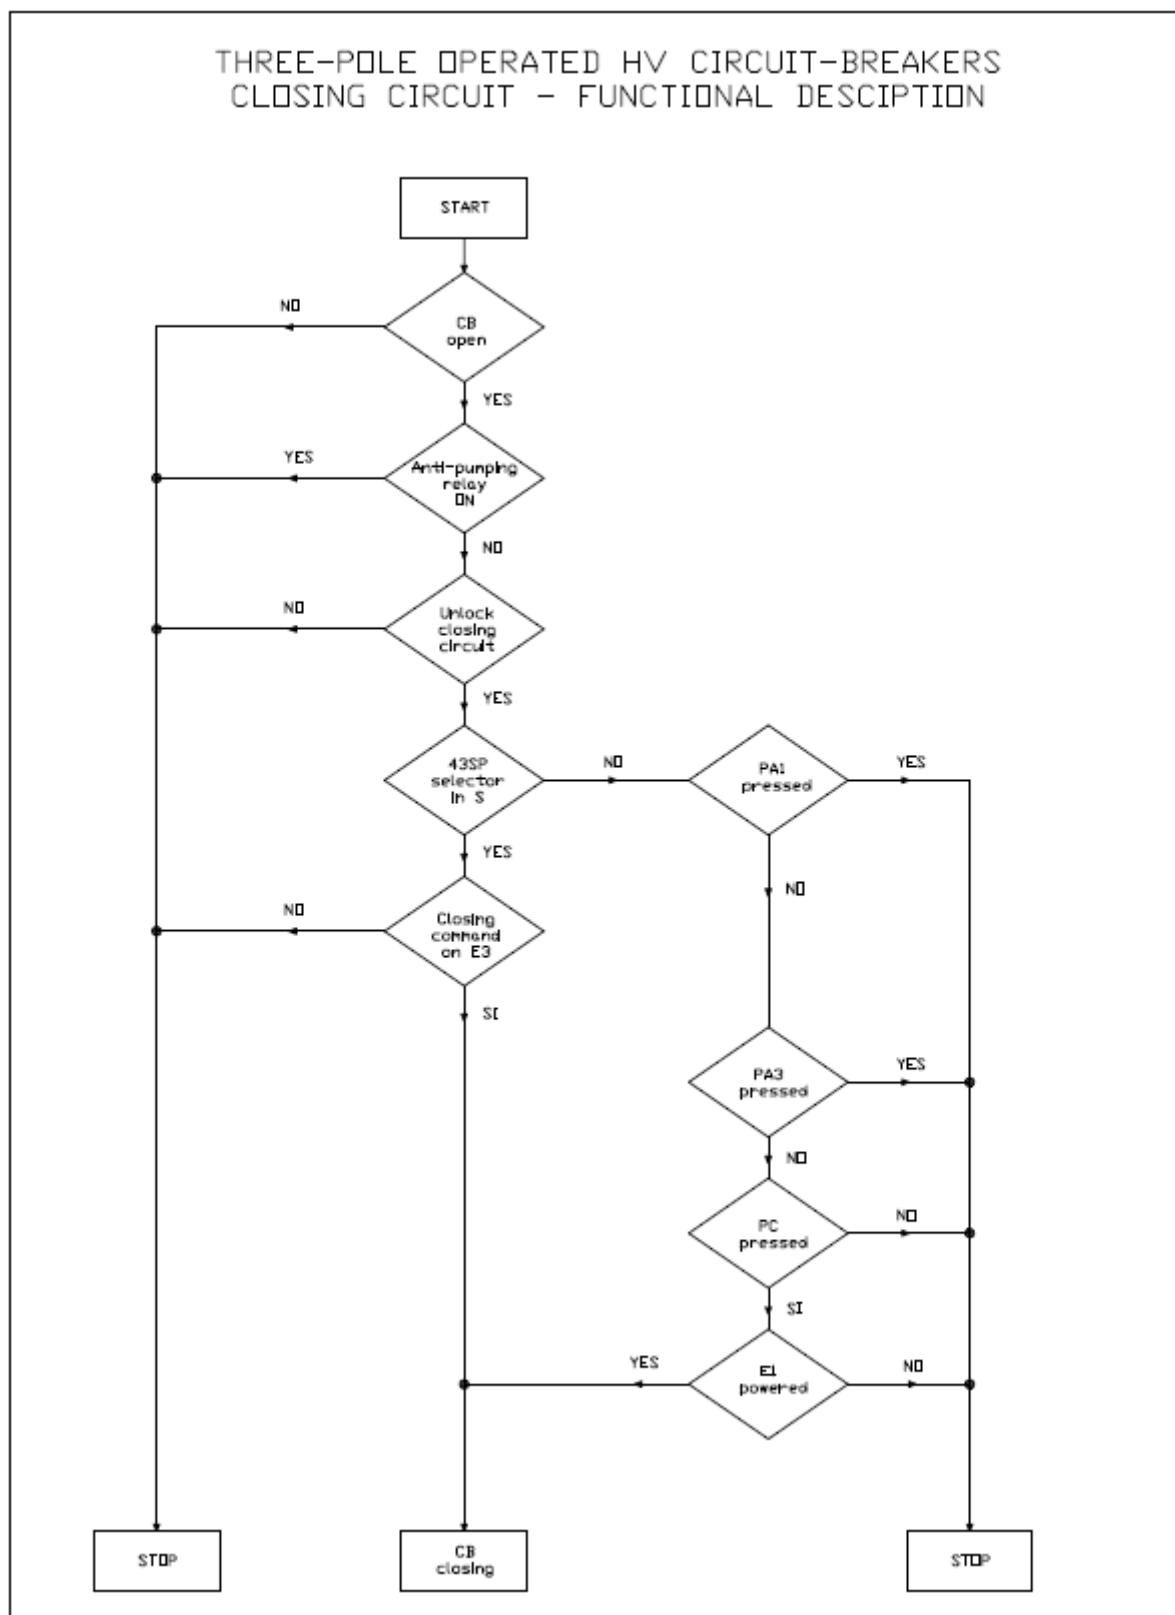 THREE-POLE OPERATED HV CIRCUIT-BREAKERS
CLOSING CIRCUIT - FUNCTIONAL DESCIPTION
START
NO
CB
open
YES
YES
Anti-pumping
relay
ON
NO
NO
Unlock
closing
circuit
YES
43SP
selector
in S
NO
PA1
pressed
YES
YES
NO
NO
Closing
command
on E3
SI
PA3
pressed
YES
NO
PC
pressed
NO
SI
YES
E1
powered
NO
STOP
CB
closing
STOP